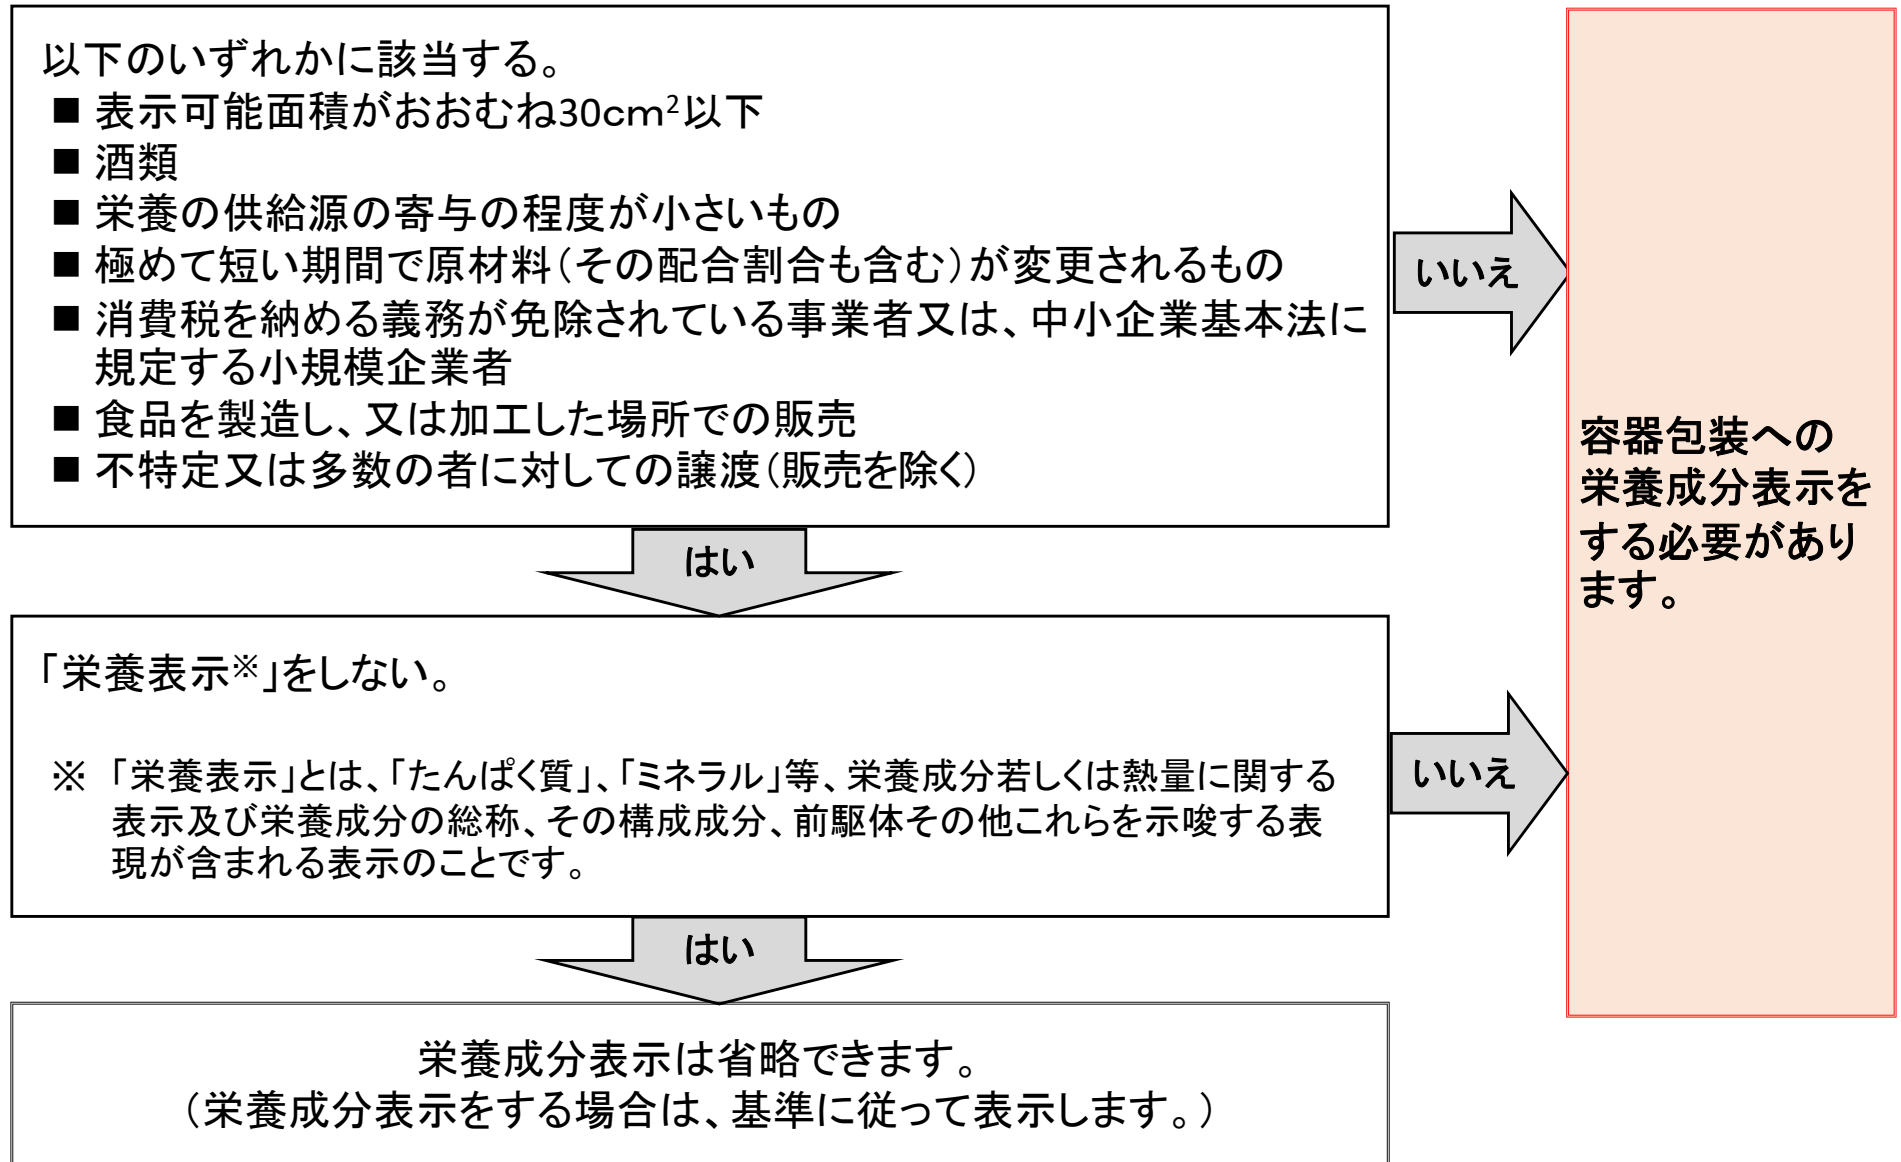 以下のいずれかに該当する。
■ 表示可能面積がおおむね30cm²以下
■ 酒類
■ 栄養の供給源の寄与の程度が小さいもの
■ 極めて短い期間で原材料(その配合割合も含む)が変更されるもの
■ 消費税を納める義務が免除されている事業者又は、中小企業基本法に
規定する小規模企業者
■ 食品を製造し、又は加工した場所での販売
■ 不特定又は多数の者に対しての譲渡(販売を除く)
いいえ
はい
「栄養表示※」をしない。
※ 「栄養表示」とは、「たんぱく質」、「ミネラル」等、栄養成分若しくは熱量に関する
表示及び栄養成分の総称、その構成成分、前駆体その他これらを示唆する表
現が含まれる表示のことです。
いいえ
はい
栄養成分表示は省略できます。
(栄養成分表示をする場合は、基準に従って表示します。)
容器包装への
栄養成分表示を
する必要があり
ます。